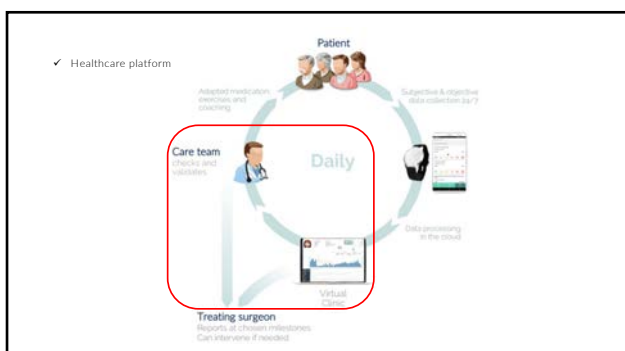 Patient
✓ Healthcare platform
Adapted medication
exercises and
coaching
Subjective & objective
data collection 24/7
Care team
checks and
validates
Daily
Data processing
in the cloud
Virtual
Clinic
Treating surgeon
Reports at chosen milestones
Can intervene if needed